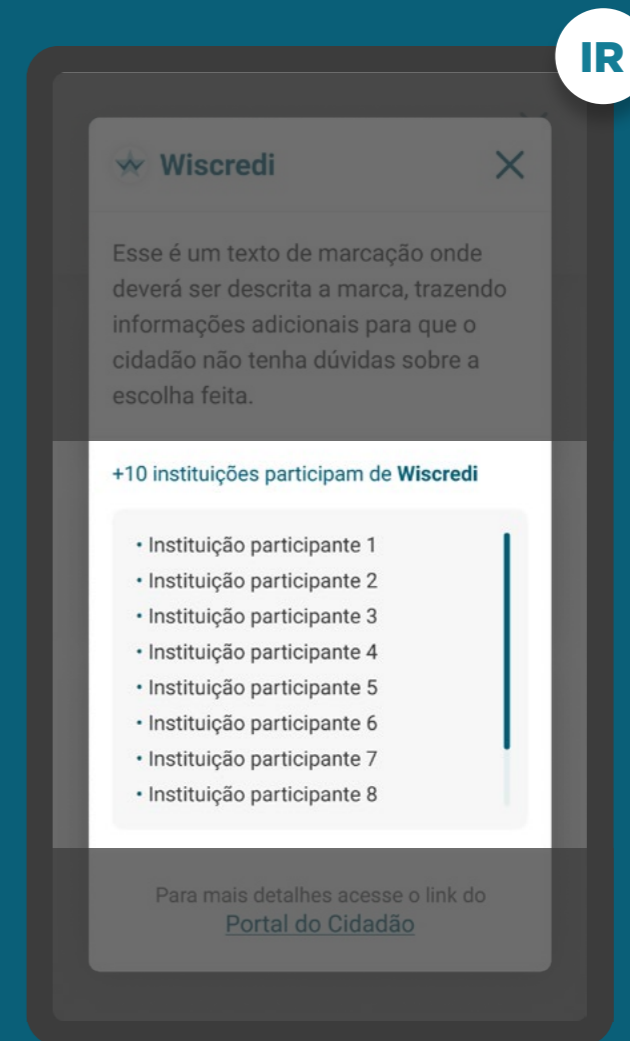 IR
Wiscredi
Esse é um texto de marcação onde
deverá ser descrita a marca, trazendo
informações adicionais para que o
cidadão não tenha dúvidas sobre a
escolha feita.
+10 instituições participam de Wiscredi
• Instituição participante 1
• Instituição participante 2
• Instituição participante 3
• Instituição participante 4
• Instituição participante 5
• Instituição participante 6
• Instituição participante 7
• Instituição participante 8
Para mais detalhes acesse o link do
Portal do Cidadão